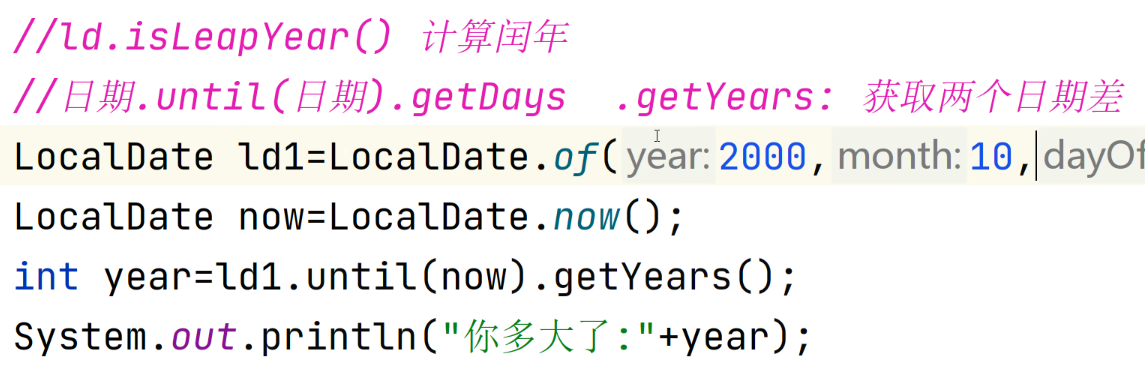 //ld.isLeapYear() 计算闰年
//日期.until(日期).getDays  .getYears: 获取两个日期差
LocalDate ld1=LocalDate.of( year: 2000, month: 10, dayOf
LocalDate now=LocalDate.now();
int year=ld1.until(now).getYears();
System.out.println("你多大了:"+year);